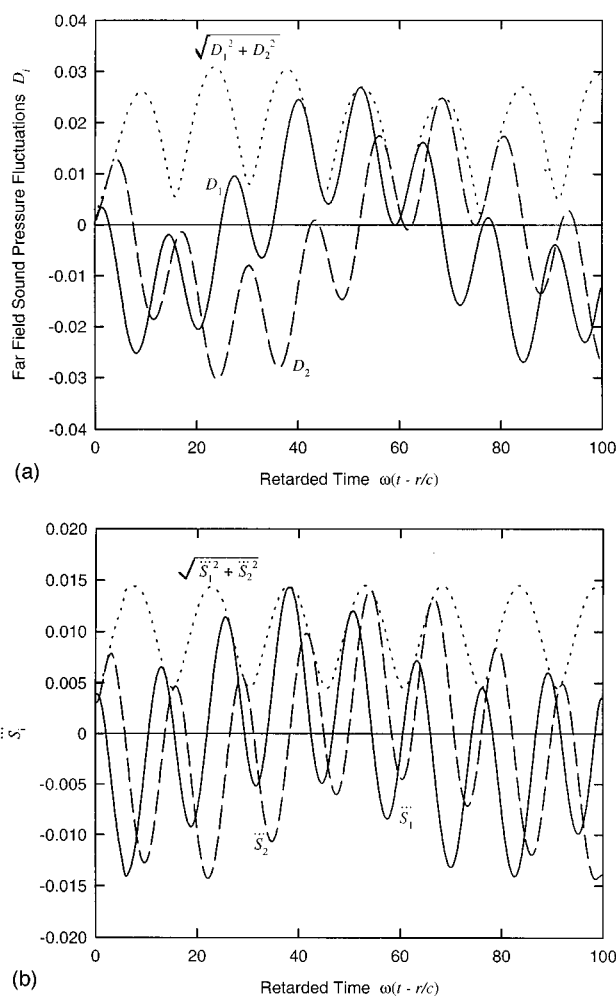 0.04
√D₁² + D₂²
0.03
0.02
D₁
0.01
0
-0.01
-0.02
D₂
-0.03
-0.04
0 20 40 60 80 100
Far Field Sound Pressure Fluctuations Dᵢ
Retarded Time ω(t - r/c)
(a)
0.020
√S⃛₁² + S⃛₂²
0.015
0.010
0.005
0
-0.005
S⃛₁
S⃛₂
-0.010
-0.015
-0.020
0 20 40 60 80 100
S⃛ᵢ
Retarded Time ω(t - r/c)
(b)